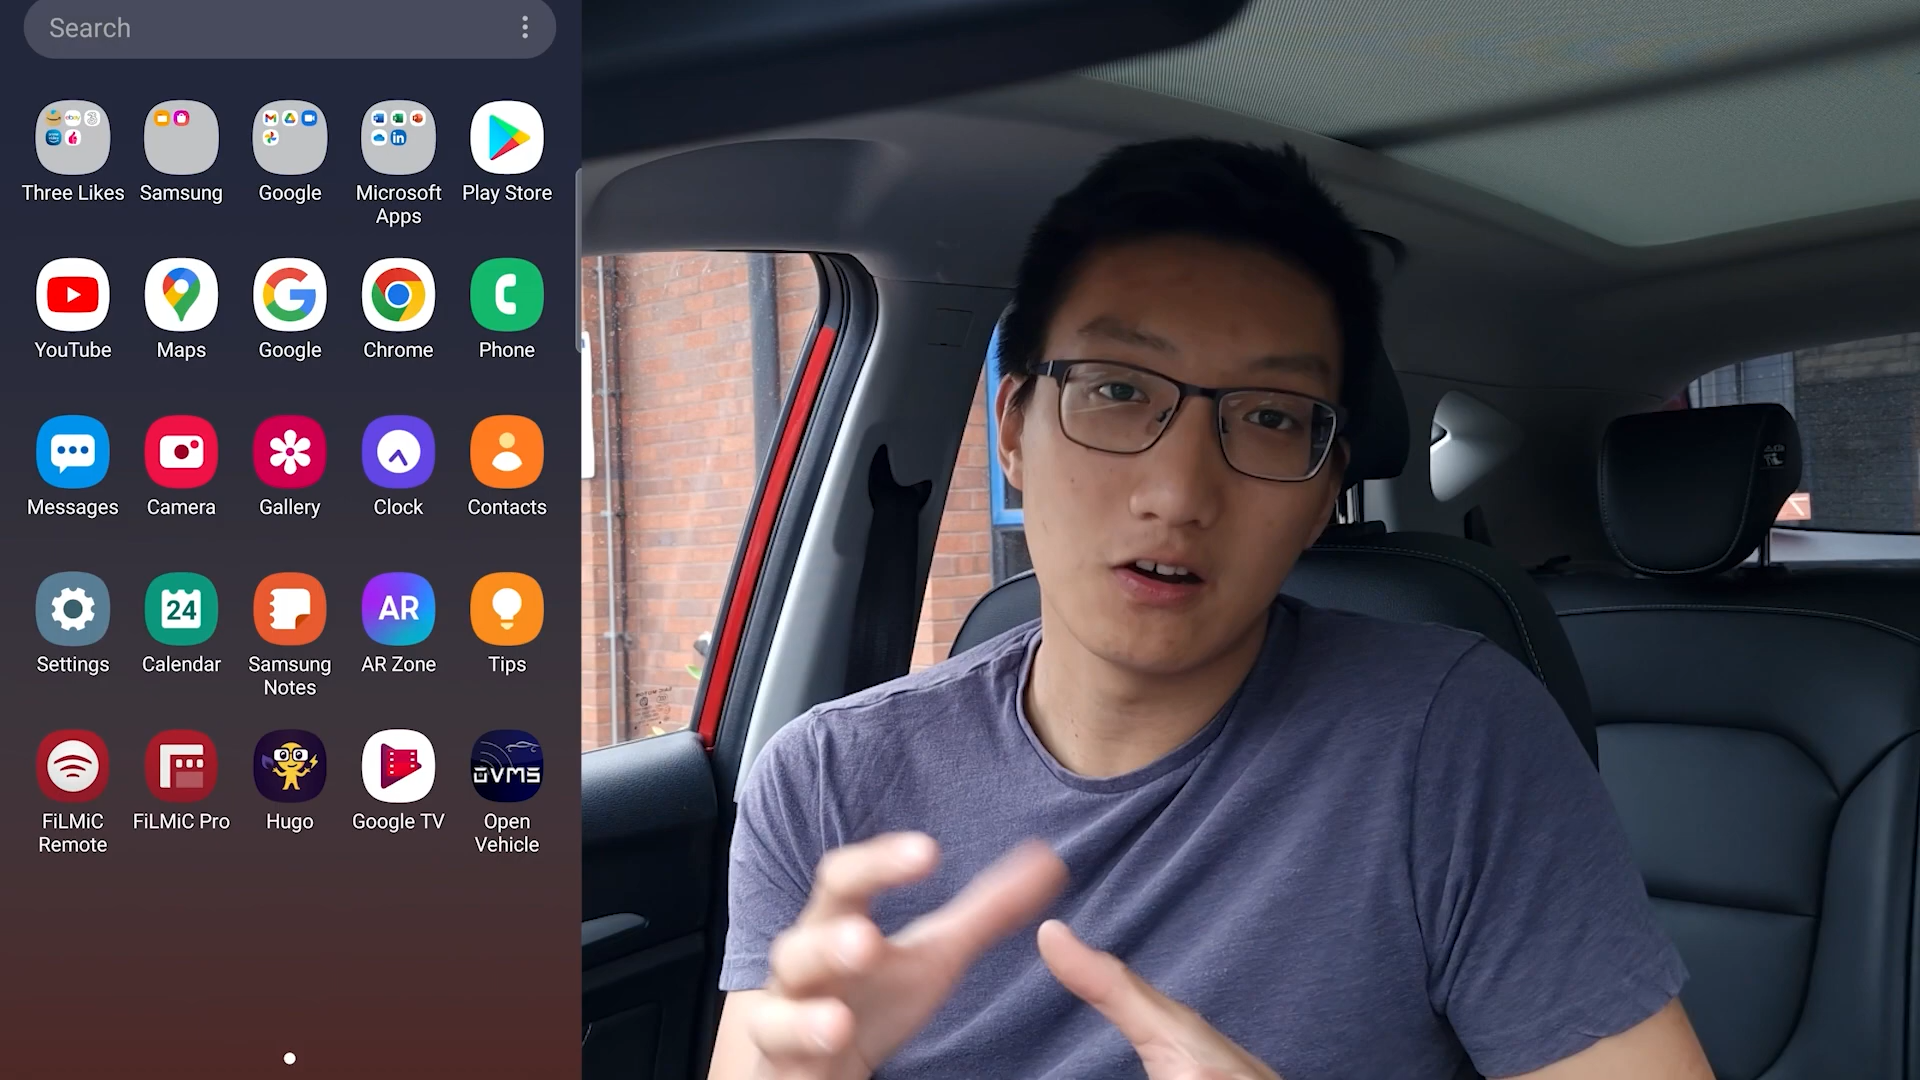 Search
Three Likes
Samsung
Google
Microsoft
Apps
Play Store
YouTube
Maps
Google
Chrome
Phone
Messages
Camera
Gallery
Clock
Contacts
24
AR
Settings
Calendar
Samsung
Notes
AR Zone
Tips
OVMS
FiLMiC
Remote
FiLMiC Pro
Hugo
Google TV
Open
Vehicle